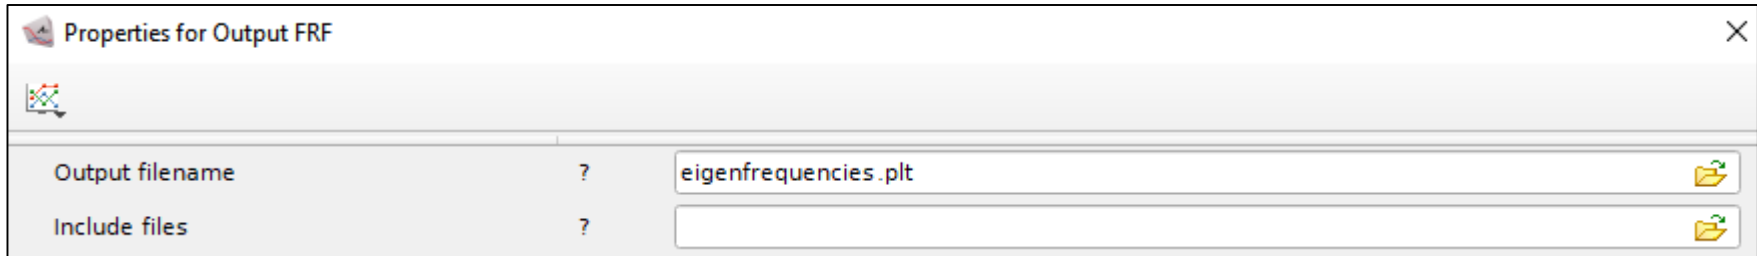 Properties for Output FRF
Output filename ? eigenfrequencies.plt
Include files ?